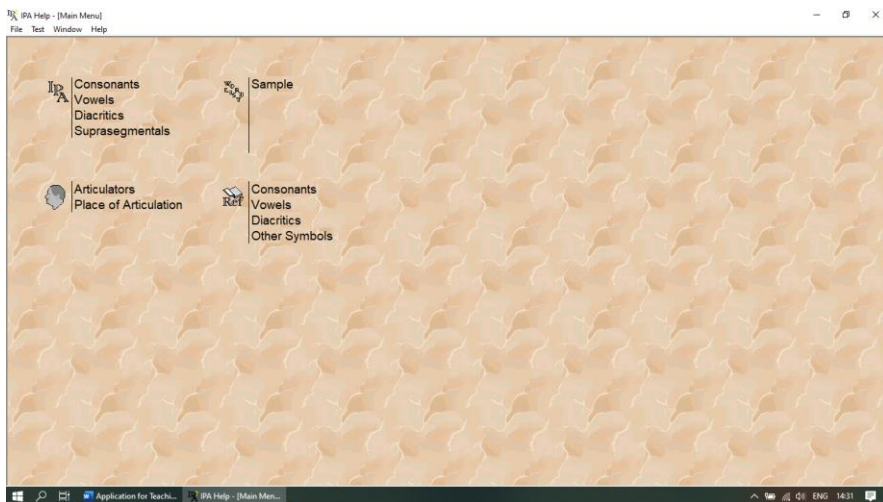 IPA Help - [Main Menu]
File Test Window Help
IPA
Consonants
Vowels
Diacritics
Suprasegmentals
Sample
Articulators
Place of Articulation
Ref
Consonants
Vowels
Diacritics
Other Symbols
Application for Teachi... IPA Help - [Main Men... ENG 14:31